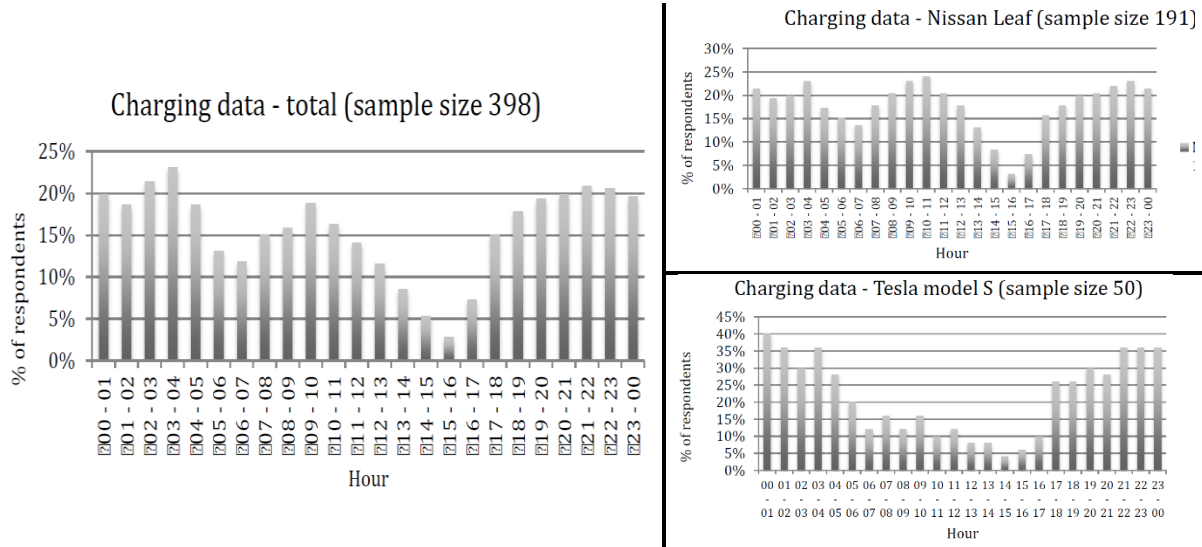 Charging data - total (sample size 398)
% of respondents
25%
20%
15%
10%
5%
0%
⍰00 - 01
⍰01 - 02
⍰02 - 03
⍰03 - 04
⍰04 - 05
⍰05 - 06
⍰06 - 07
⍰07 - 08
⍰08 - 09
⍰09 - 10
⍰10 - 11
⍰11 - 12
⍰12 - 13
⍰13 - 14
⍰14 - 15
⍰15 - 16
⍰16 - 17
⍰17 - 18
⍰18 - 19
⍰19 - 20
⍰20 - 21
⍰21 - 22
⍰22 - 23
⍰23 - 00
Hour
Charging data - Nissan Leaf (sample size 191)
% of respondents
30%
25%
20%
15%
10%
5%
0%
⍰00 - 01
⍰01 - 02
⍰02 - 03
⍰03 - 04
⍰04 - 05
⍰05 - 06
⍰06 - 07
⍰07 - 08
⍰08 - 09
⍰09 - 10
⍰10 - 11
⍰11 - 12
⍰12 - 13
⍰13 - 14
⍰14 - 15
⍰15 - 16
⍰16 - 17
⍰17 - 18
⍰18 - 19
⍰19 - 20
⍰20 - 21
⍰21 - 22
⍰22 - 23
⍰23 - 00
Hour
Charging data - Tesla model S (sample size 50)
% of respondents
45%
40%
35%
30%
25%
20%
15%
10%
5%
0%
00 01 02 03 04 05 06 07 08 09 10 11 12 13 14 15 16 17 18 19 20 21 22 23
- - - - - - - - - - - - - - - - - - - - - - - -
01 02 03 04 05 06 07 08 09 10 11 12 13 14 15 16 17 18 19 20 21 22 23 00
Hour